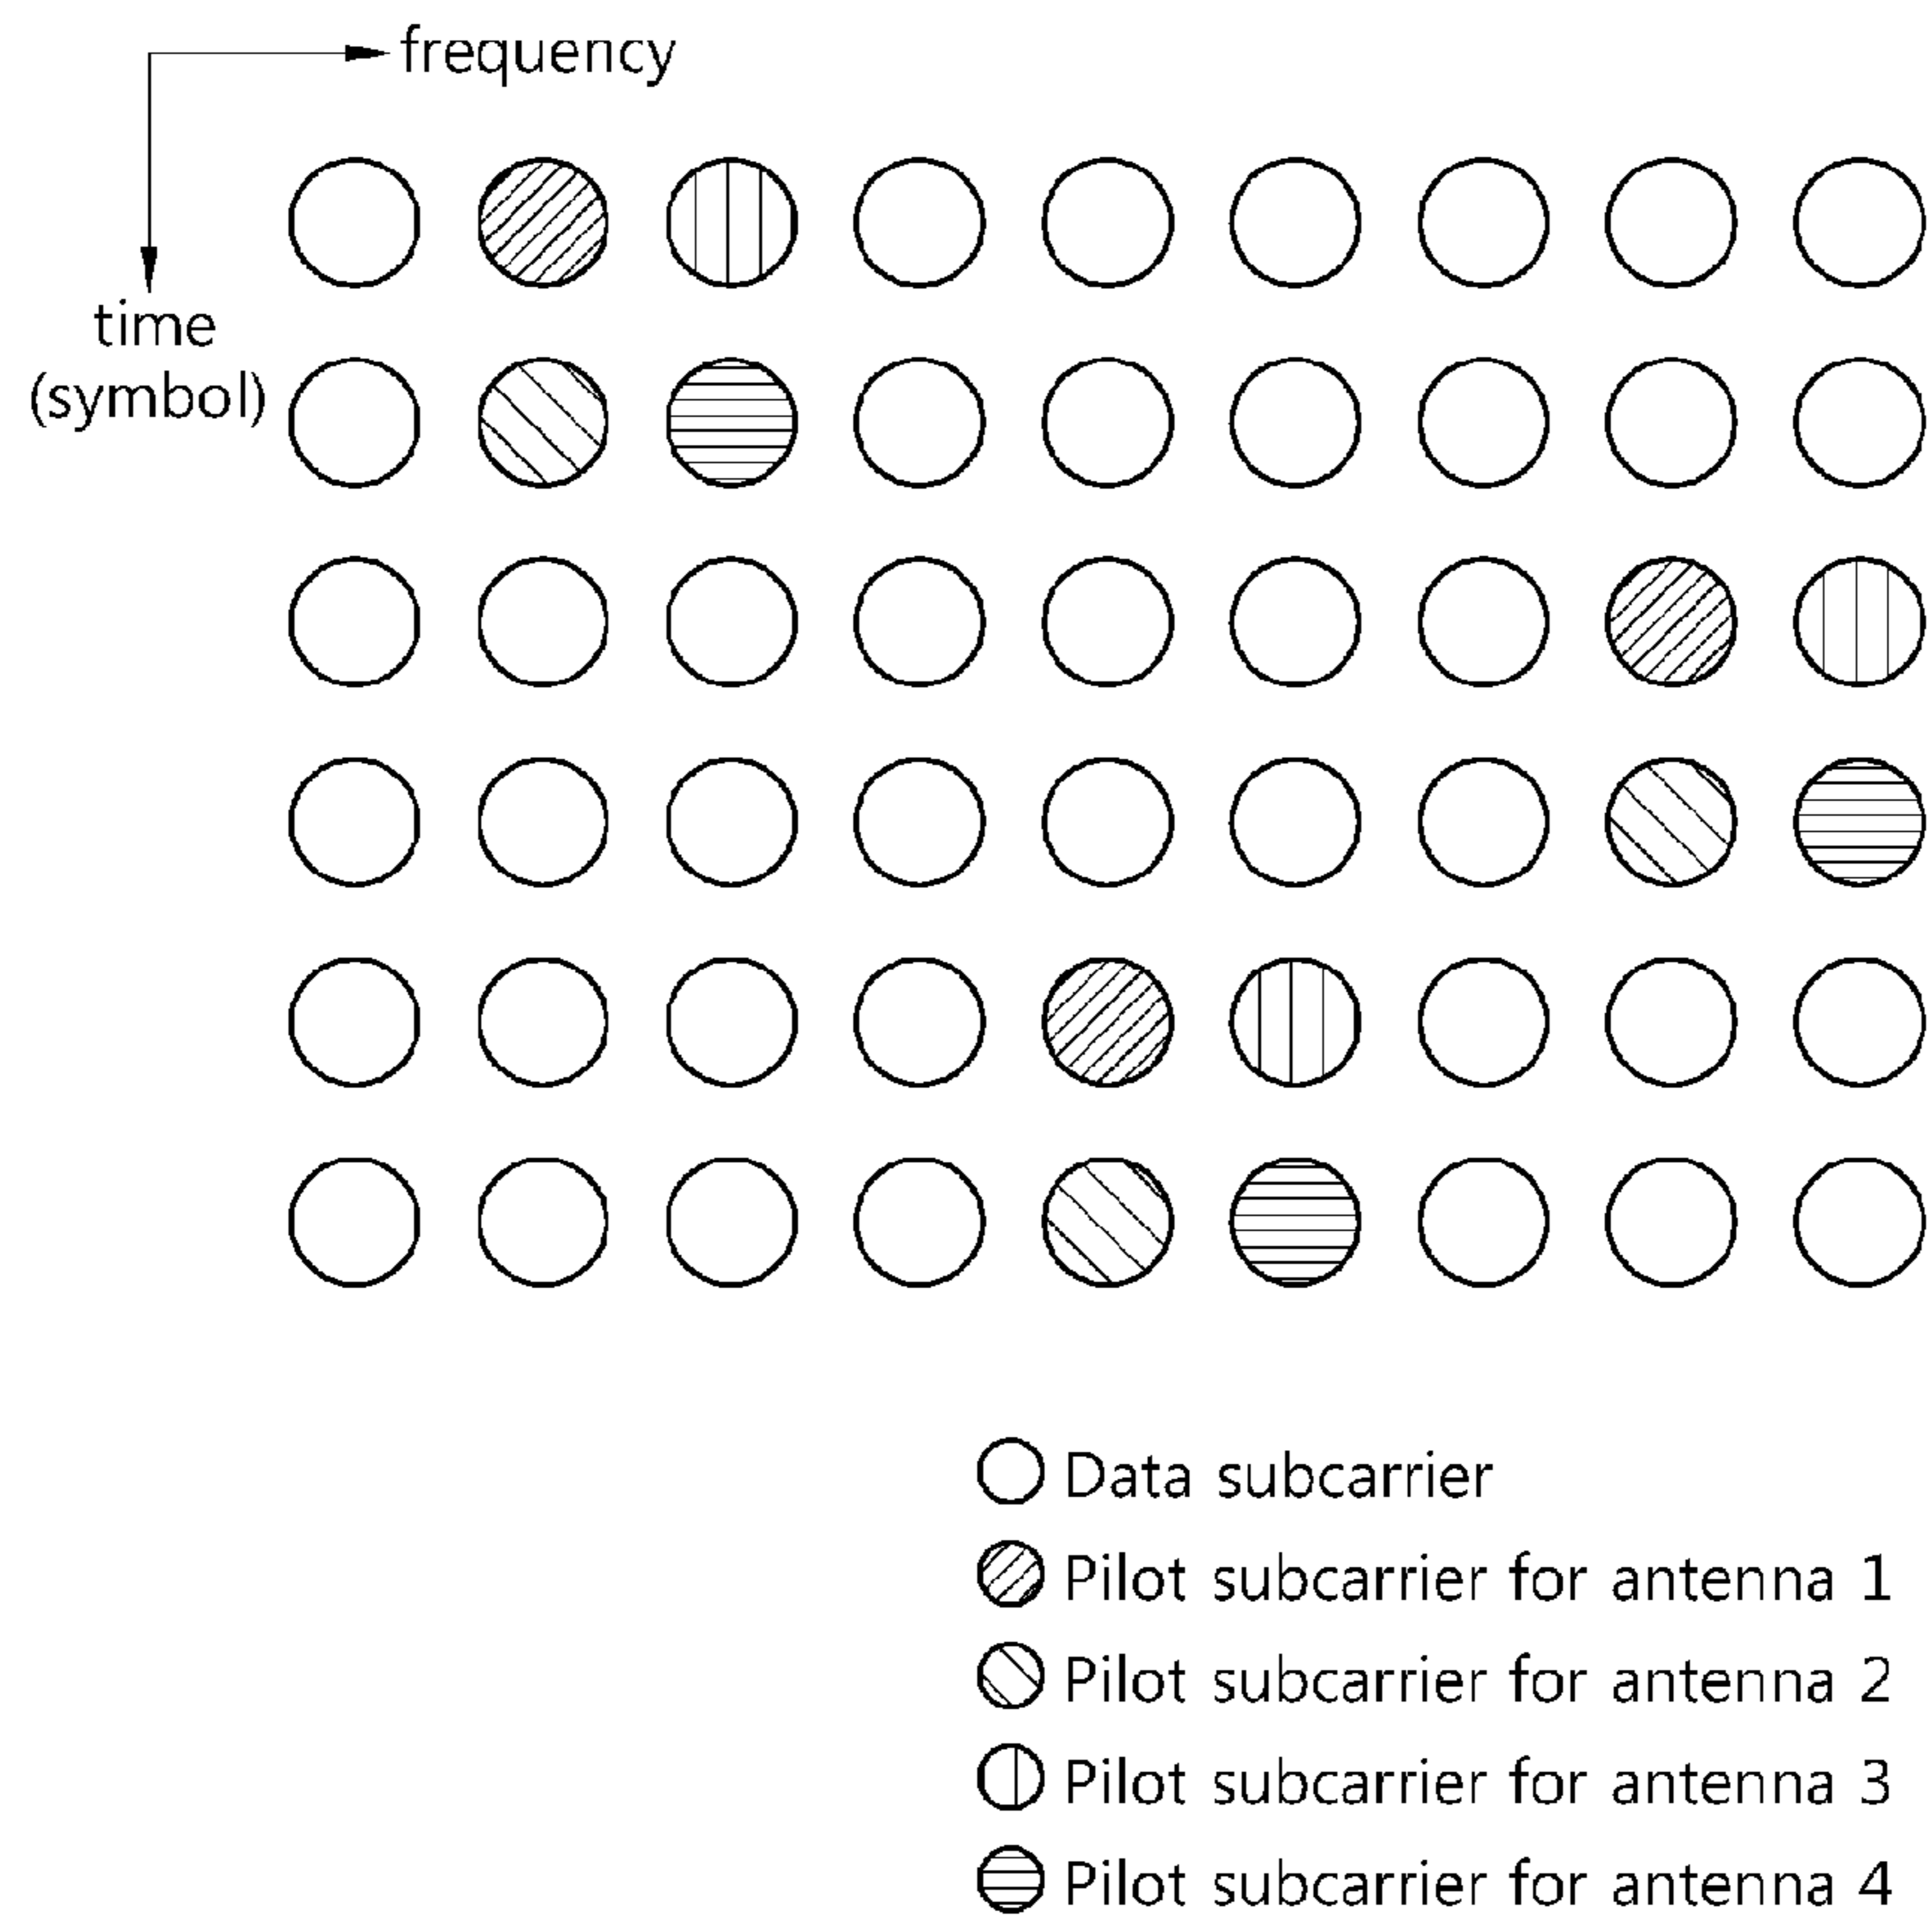 frequency
time
(symbol)
Data subcarrier
Pilot subcarrier for antenna 1
Pilot subcarrier for antenna 2
Pilot subcarrier for antenna 3
Pilot subcarrier for antenna 4